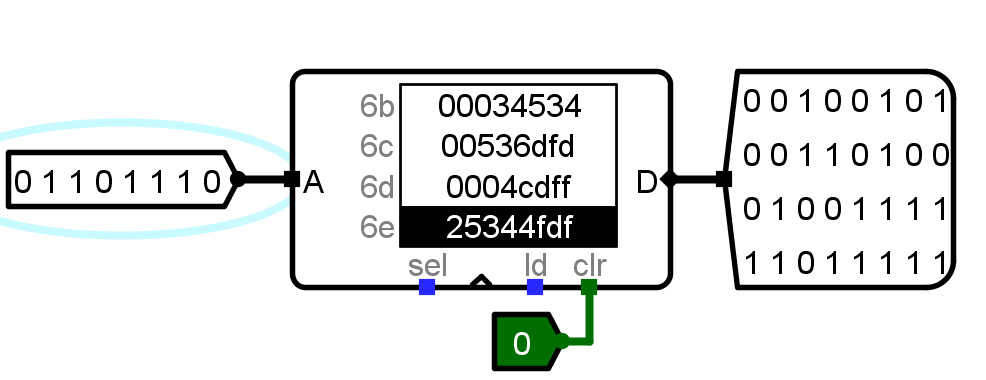 6b 00034534
6c 00536dfd
6d 0004cdff
6e 25344fdf
0 1 1 0 1 1 1 0
A
D
sel ld clr
0
0 0 1 0 0 1 0 1
0 0 1 1 0 1 0 0
0 1 0 0 1 1 1 1
1 1 0 1 1 1 1 1